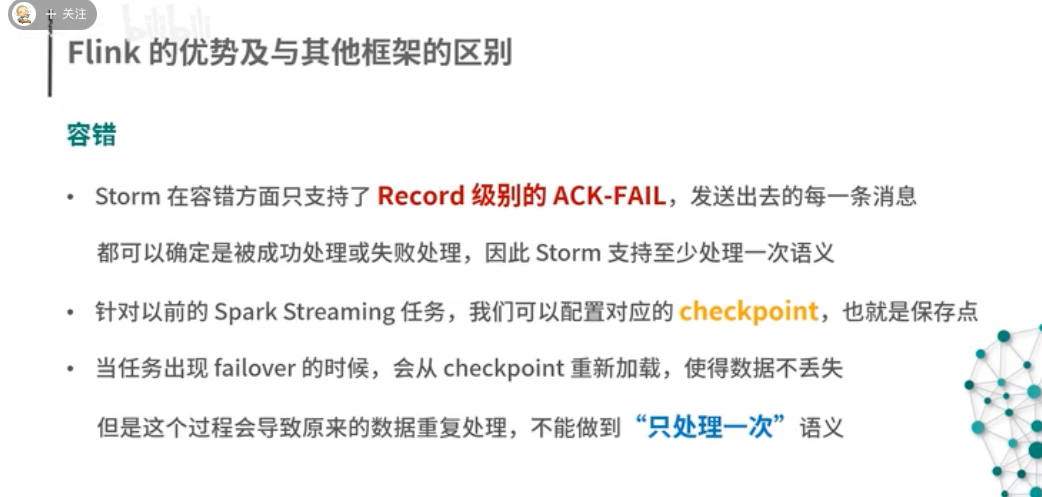 + 关注
bilibili
Flink 的优势及与其他框架的区别
容错
• Storm 在容错方面只支持了 Record 级别的 ACK-FAIL，发送出去的每一条消息
都可以确定是被成功处理或失败处理，因此 Storm 支持至少处理一次语义
• 针对以前的 Spark Streaming 任务，我们可以配置对应的 checkpoint，也就是保存点
• 当任务出现 failover 的时候，会从 checkpoint 重新加载，使得数据不丢失
但是这个过程会导致原来的数据重复处理，不能做到“只处理一次”语义